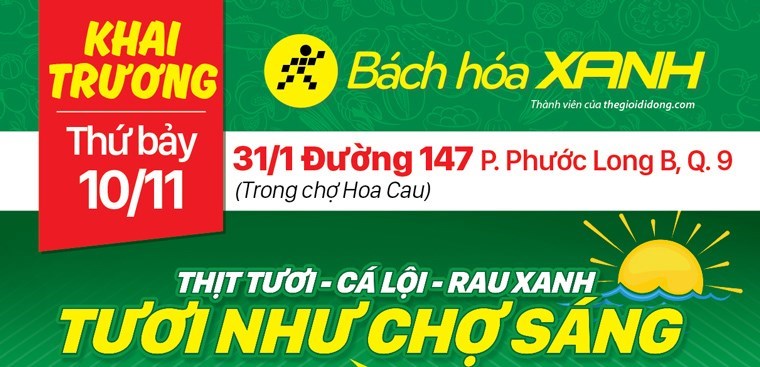 KHAI
TRƯƠNG
Thứ bảy
10/11
Bách hóa XANH
Thành viên của thegioididong.com
31/1 Đường 147 P. Phước Long B, Q. 9
(Trong chợ Hoa Cau)
THỊT TƯƠI - CÁ LỘI - RAU XANH
TƯƠI NHƯ CHỢ SÁNG